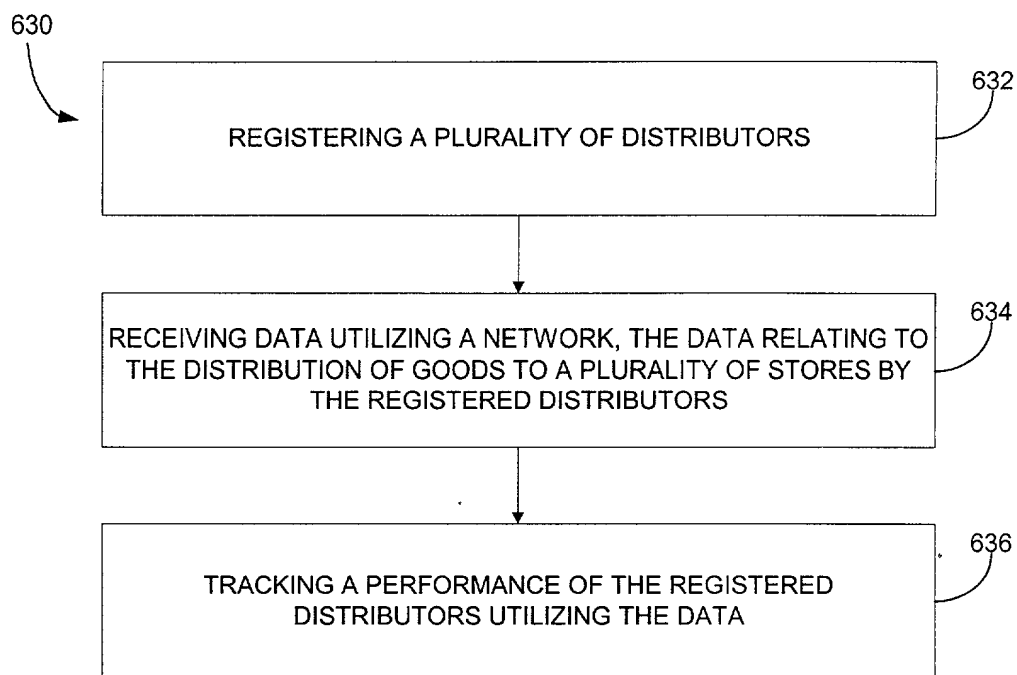 630
632
REGISTERING A PLURALITY OF DISTRIBUTORS
634
RECEIVING DATA UTILIZING A NETWORK, THE DATA RELATING TO
THE DISTRIBUTION OF GOODS TO A PLURALITY OF STORES BY
THE REGISTERED DISTRIBUTORS
636
TRACKING A PERFORMANCE OF THE REGISTERED
DISTRIBUTORS UTILIZING THE DATA